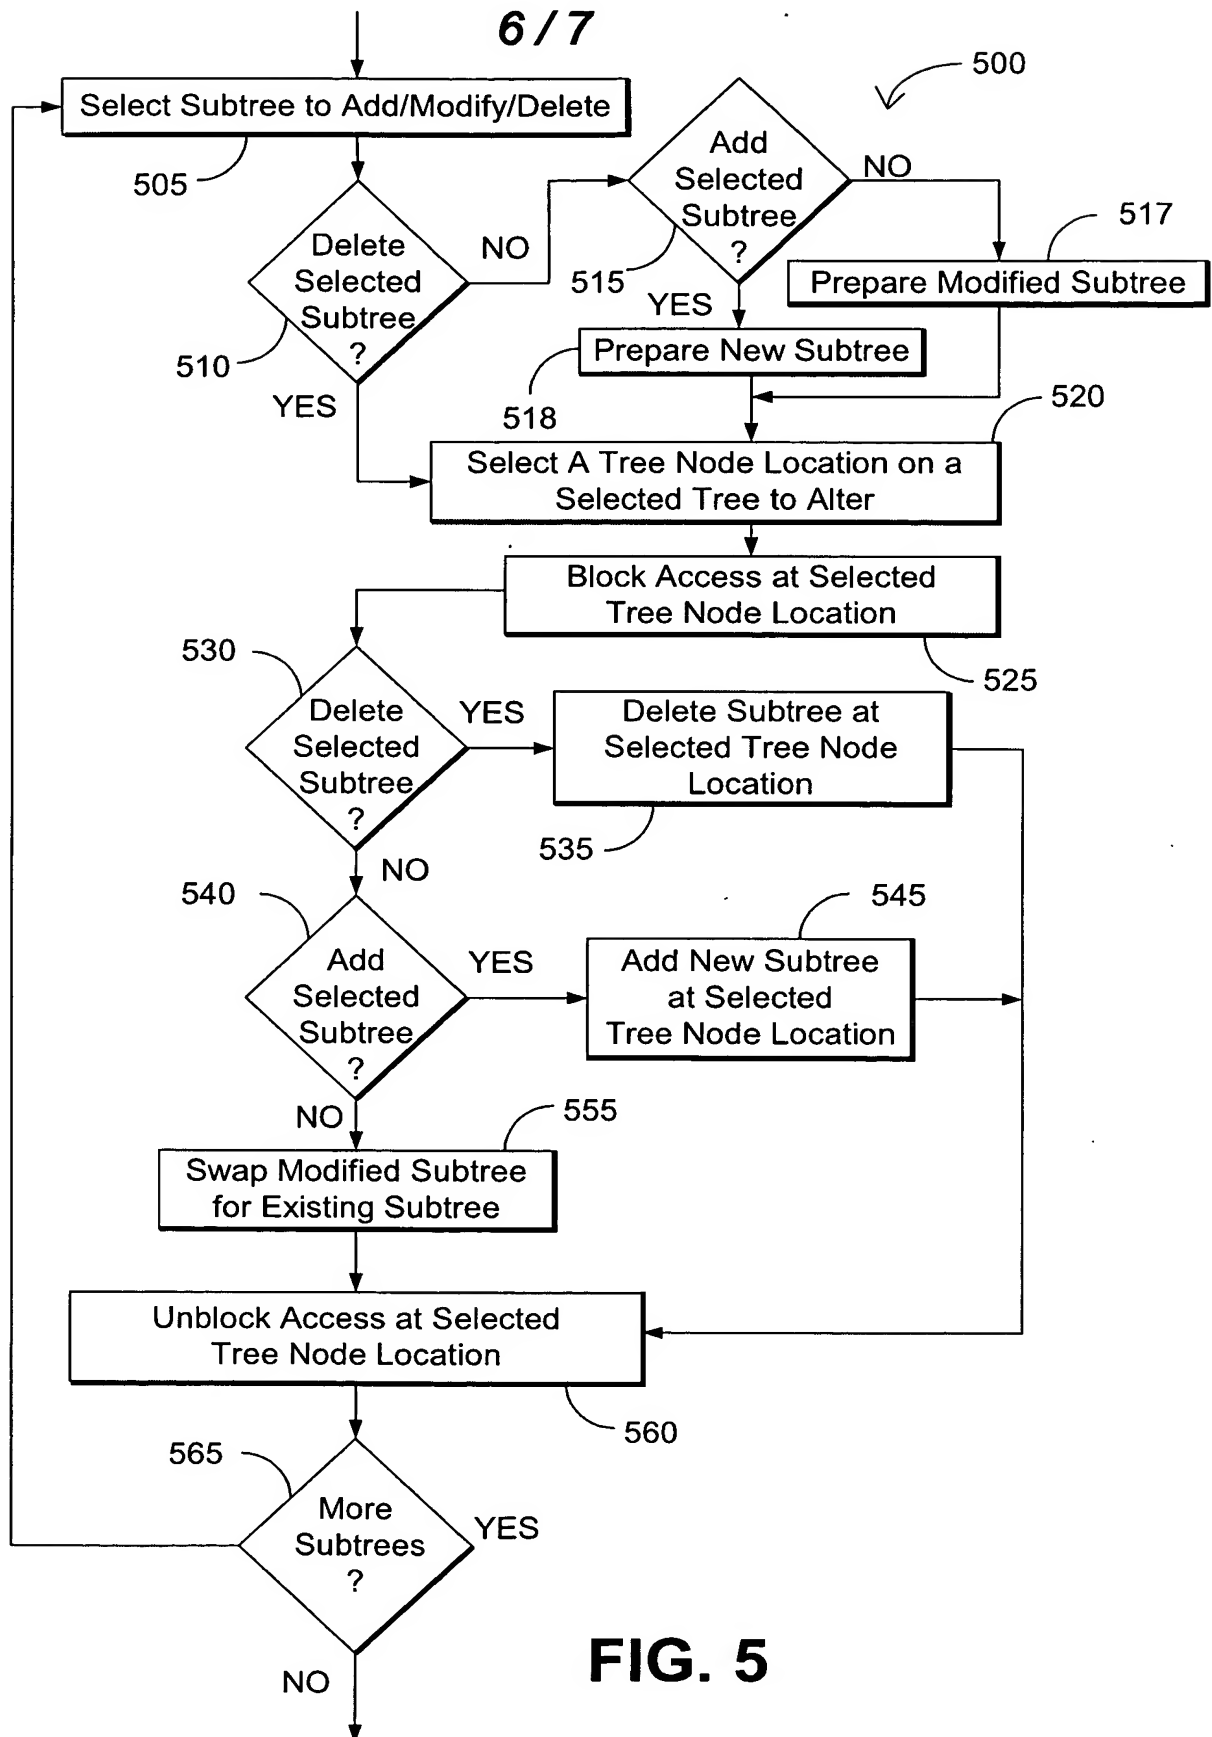 6 / 7
500
Select Subtree to Add/Modify/Delete
505
Add
Selected
Subtree
?
NO
515
YES
517
Prepare Modified Subtree
Delete
Selected
Subtree
?
NO
510
YES
Prepare New Subtree
518
520
Select A Tree Node Location on a
Selected Tree to Alter
Block Access at Selected
Tree Node Location
525
530
Delete
Selected
Subtree
?
YES
NO
Delete Subtree at
Selected Tree Node
Location
535
540
Add
Selected
Subtree
?
YES
NO
545
Add New Subtree
at Selected
Tree Node Location
555
Swap Modified Subtree
for Existing Subtree
Unblock Access at Selected
Tree Node Location
560
565
More
Subtrees
?
YES
NO
FIG. 5